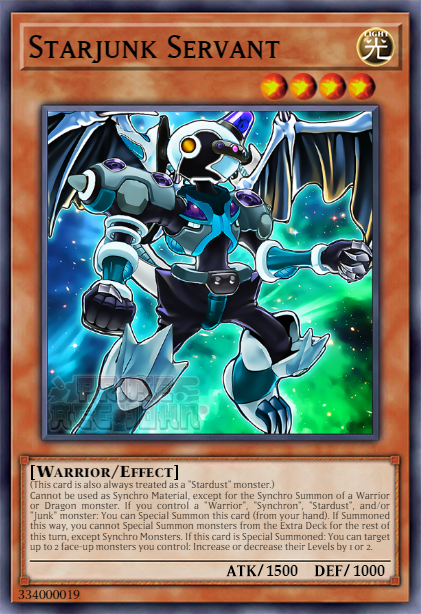 Starjunk Servant
LIGHT
光
[Warrior/Effect]
(This card is also always treated as a "Stardust" monster.)
Cannot be used as Synchro Material, except for the Synchro Summon of a Warrior
or Dragon monster. If you control a "Warrior", "Synchron", "Stardust", and/or
"Junk" monster: You can Special Summon this card (from your hand). If Summoned
this way, you cannot Special Summon monsters from the Extra Deck for the rest of
this turn, except Synchro Monsters. If this card is Special Summoned: You can target
up to 2 face-up monsters you control: Increase or decrease their Levels by 1 or 2.
ATK/1500 DEF/1000
334000019